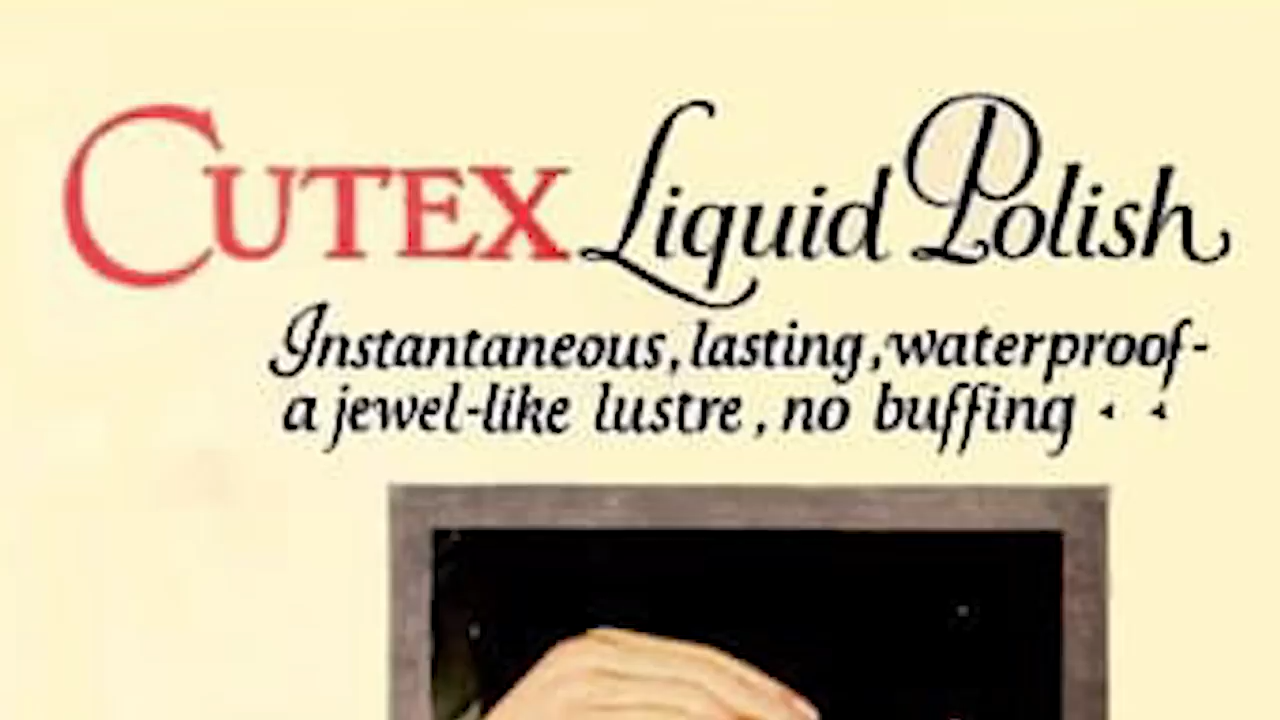 CUTEX Liquid Polish
Instantaneous, lasting, waterproof-
a jewel-like lustre, no buffing